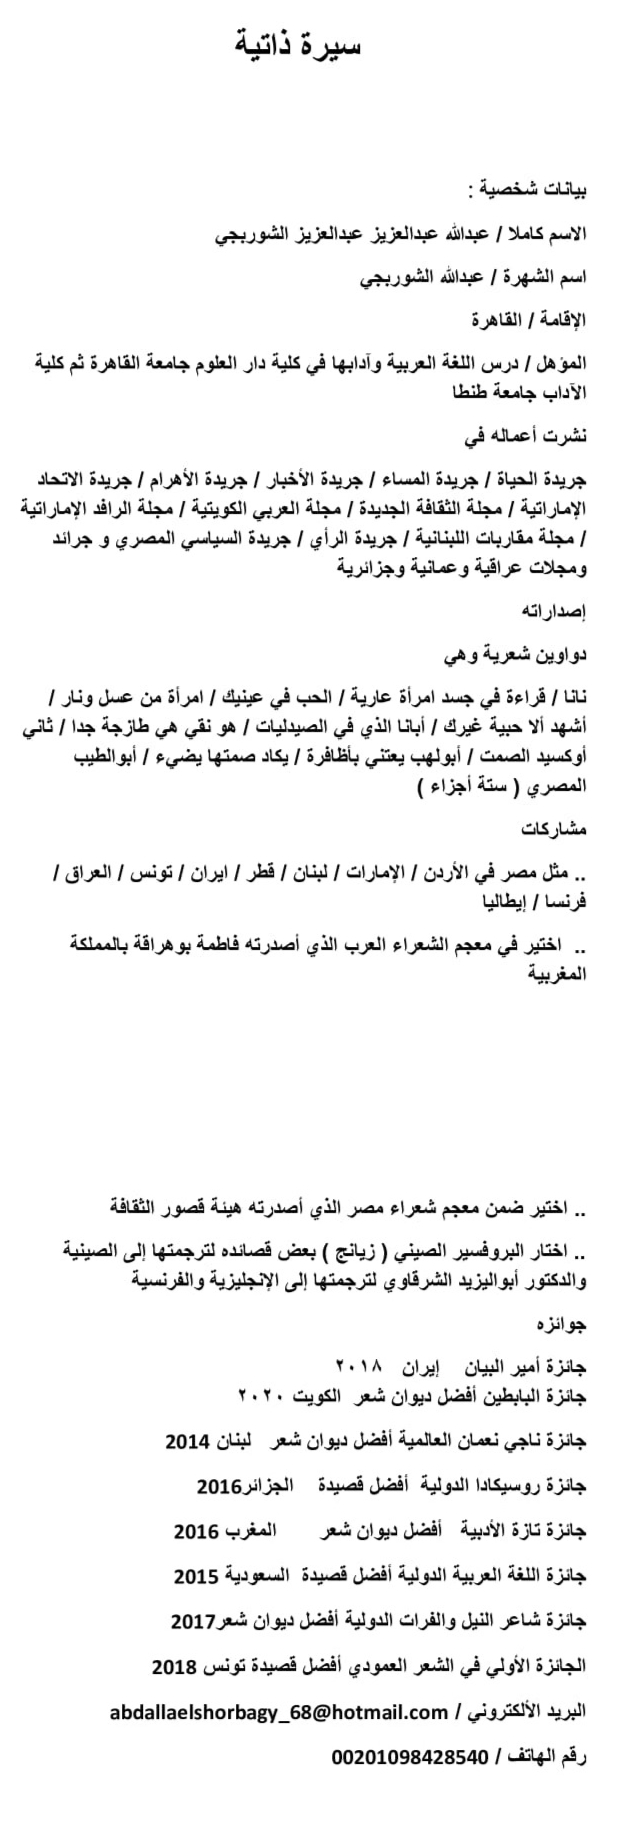 سيرة ذاتية
بيانات شخصية :
الاسم كاملا / عبدالله عبدالعزيز عبدالعزيز الشوربجي
اسم الشهرة / عبدالله الشوربجي
الإقامة / القاهرة
المؤهل / درس اللغة العربية وآدابها في كلية دار العلوم جامعة القاهرة ثم كلية
الآداب جامعة طنطا
نشرت أعماله في
جريدة الحياة / جريدة المساء / جريدة الأخبار / جريدة الأهرام / جريدة الاتحاد
الإماراتية / مجلة الثقافة الجديدة / مجلة العربي الكويتية / مجلة الرافد الإماراتية
/ مجلة مقاربات اللبنانية / جريدة الرأي / جريدة السياسي المصري و جرائد
ومجلات عراقية وعمانية وجزائرية
إصداراته
دواوين شعرية وهي
نانا / قراءة في جسد امرأة عارية / الحب في عينيك / امرأة من عسل ونار /
أشهد ألا حبيبة غيرك / أبانا الذي في الصيدليات / هو نقي هي طازجة جدا / ثاني
أوكسيد الصمت / أبولهب يعتني بأظافرة / يكاد صمتها يضيء / أبوالطيب
المصري ( ستة أجزاء )
مشاركات
.. مثل مصر في الأردن / الإمارات / لبنان / قطر / ايران / تونس / العراق /
فرنسا / إيطاليا
.. اختير في معجم الشعراء العرب الذي أصدرته فاطمة بوهراقة بالمملكة
المغربية
.. اختير ضمن معجم شعراء مصر الذي أصدرته هيئة قصور الثقافة
.. اختار البروفسير الصيني ( زيانج ) بعض قصائده لترجمتها إلى الصينية
والدكتور أبواليزيد الشرقاوي لترجمتها إلى الإنجليزية والفرنسية
جوائزه
جائزة أمير البيان إيران ٢٠١٨
جائزة البابطين أفضل ديوان شعر الكويت ٢٠٢٠
جائزة ناجي نعمان العالمية أفضل ديوان شعر لبنان 2014
جائزة روسيكادا الدولية أفضل قصيدة الجزائر2016
جائزة تازة الأدبية أفضل ديوان شعر المغرب 2016
جائزة اللغة العربية الدولية أفضل قصيدة السعودية 2015
جائزة شاعر النيل والفرات الدولية أفضل ديوان شعر2017
الجائزة الأولي في الشعر العمودي أفضل قصيدة تونس 2018
البريد الألكتروني / abdallaelshorbagy_68@hotmail.com
رقم الهاتف / 00201098428540